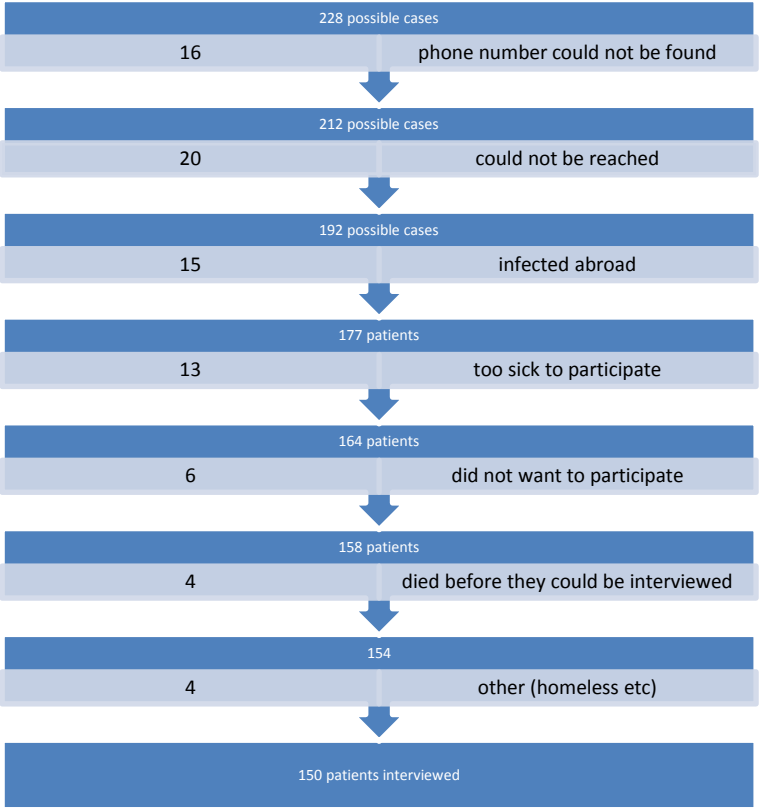 228 possible cases
16 phone number could not be found
212 possible cases
20 could not be reached
192 possible cases
15 infected abroad
177 patients
13 too sick to participate
164 patients
6 did not want to participate
158 patients
4 died before they could be interviewed
154
4 other (homeless etc)
150 patients interviewed